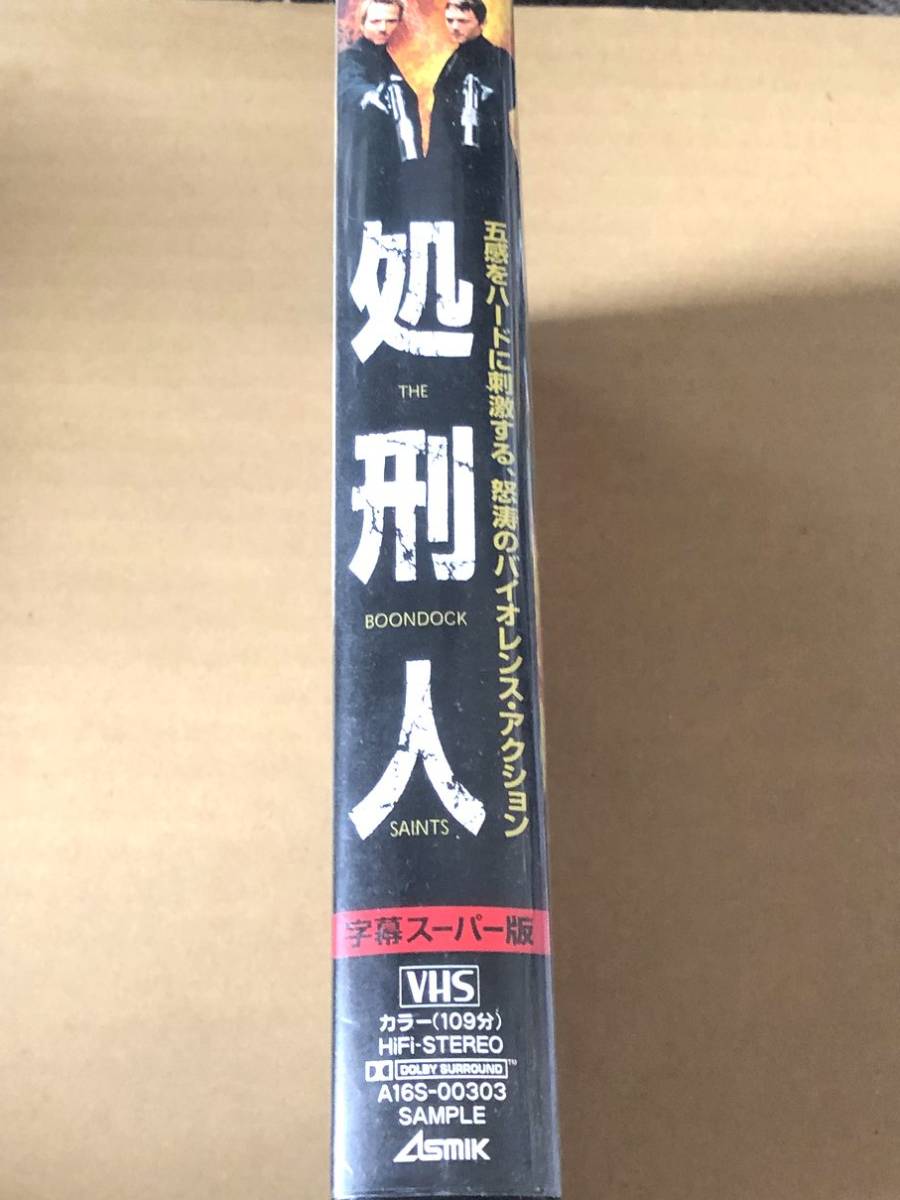 処刑人
THE
BOONDOCK
SAINTS
五感をハードに刺激する、怒涛のバイオレンス・アクション
字幕スーパー版
VHS
カラー(109分)
HiFi-STEREO
DOLBY SURROUND™
A16S-00303
SAMPLE
Asmik